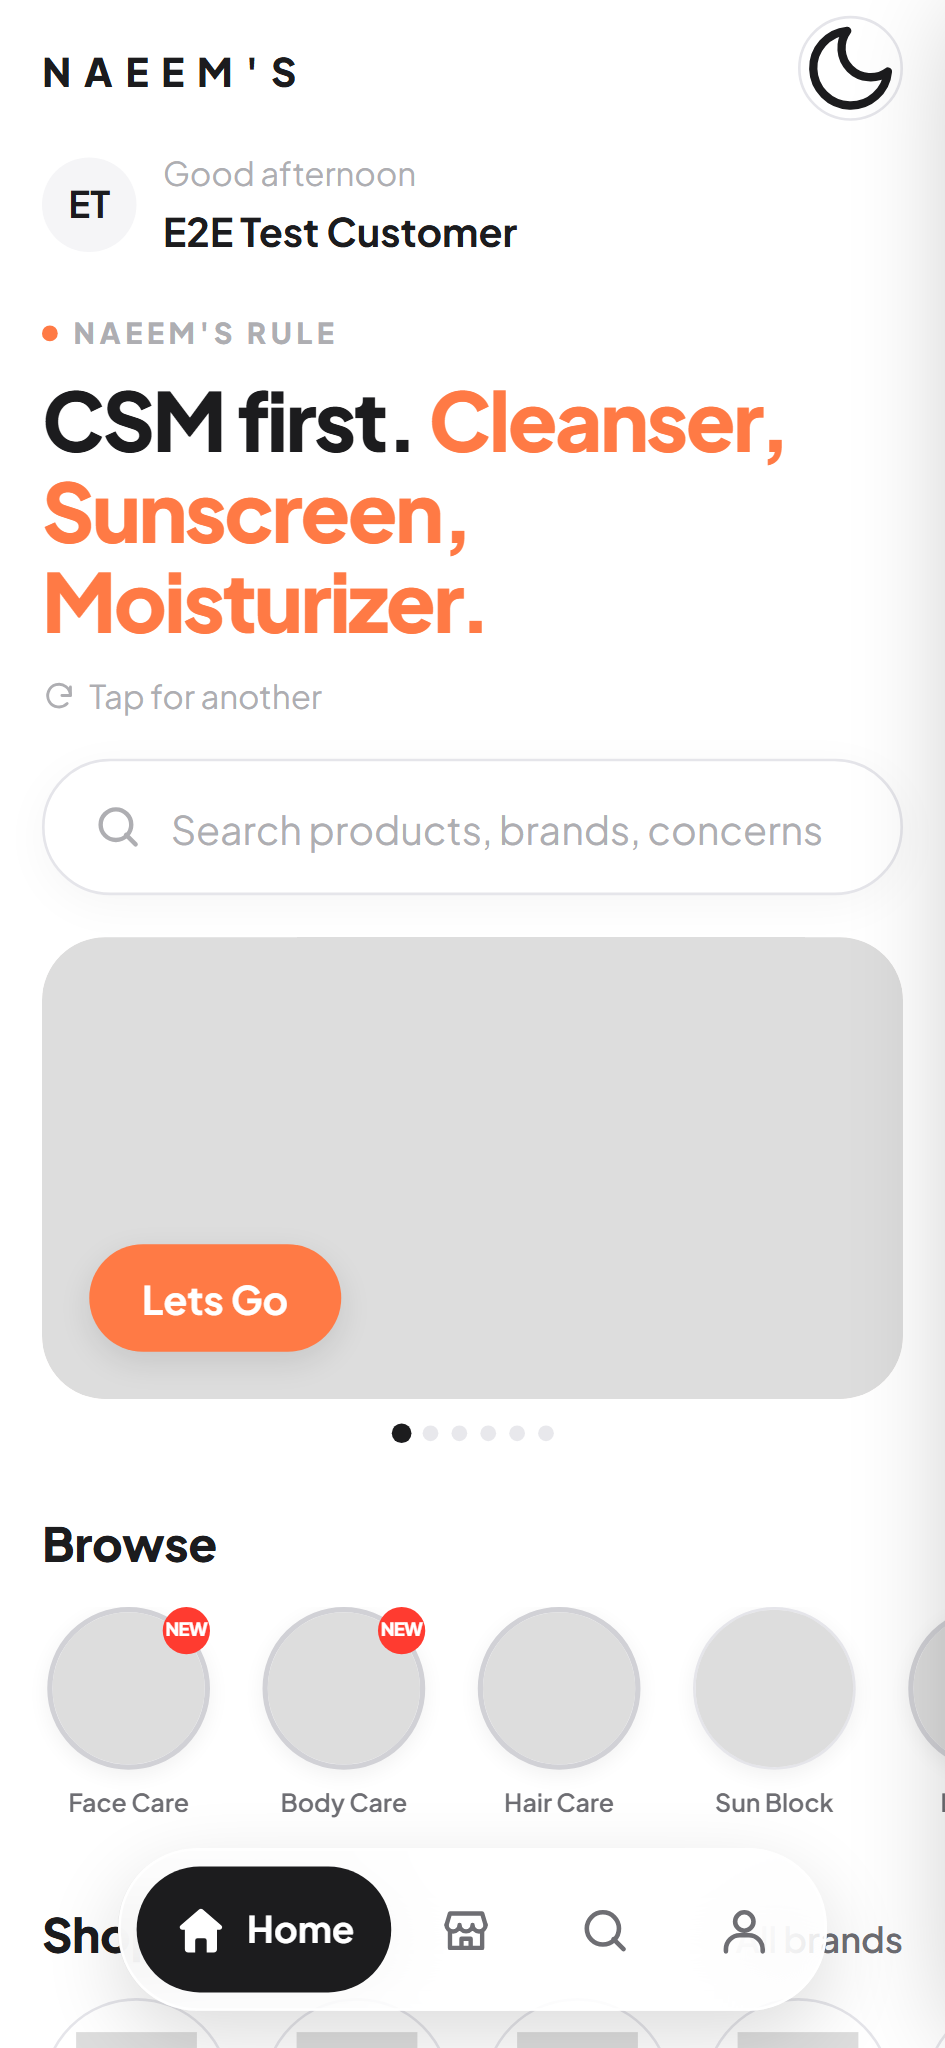 NAEEM'S
ET
Good afternoon
E2E Test Customer
NAEEM'S RULE
CSM first. Cleanser,
Sunscreen,
Moisturizer.
Tap for another
Search products, brands, concerns
Lets Go
Browse
NEW
NEW
Face Care
Body Care
Hair Care
Sun Block
Home
brands